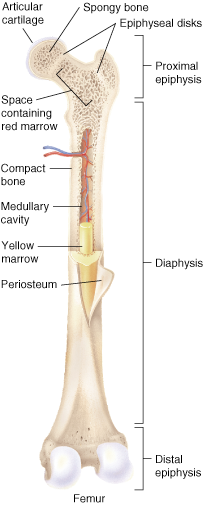 Articular
cartilage
Spongy bone
Epiphyseal disks
Proximal
epiphysis
Space
containing
red marrow
Compact
bone
Medullary
cavity
Yellow
marrow
Diaphysis
Periosteum
Distal
epiphysis
Femur